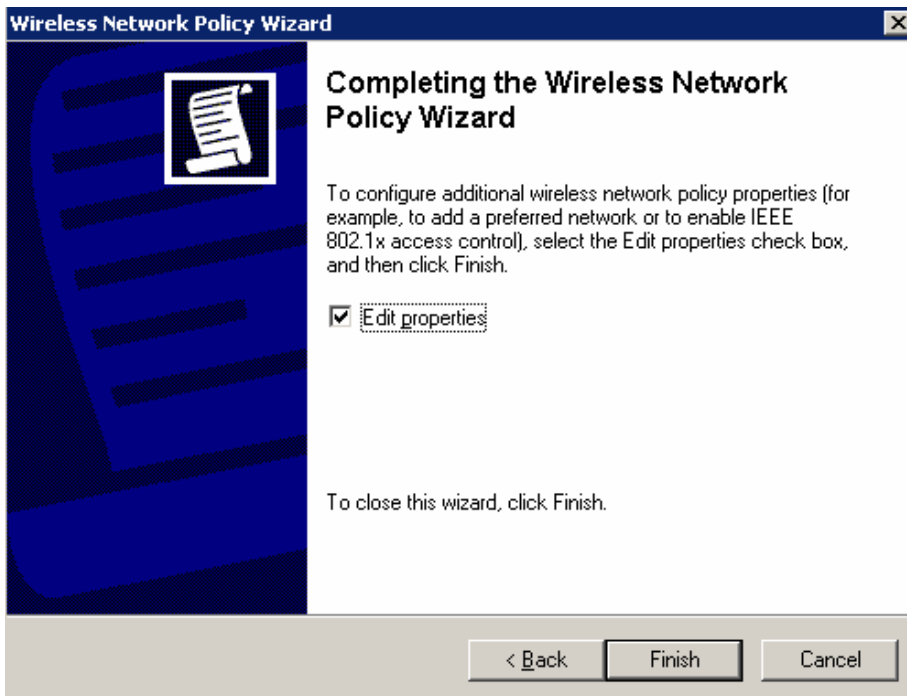 Wireless Network Policy Wizard
Completing the Wireless Network
Policy Wizard
To configure additional wireless network policy properties (for
example, to add a preferred network or to enable IEEE
802.1x access control), select the Edit properties check box,
and then click Finish.
Edit properties
To close this wizard, click Finish.
< Back
Finish
Cancel